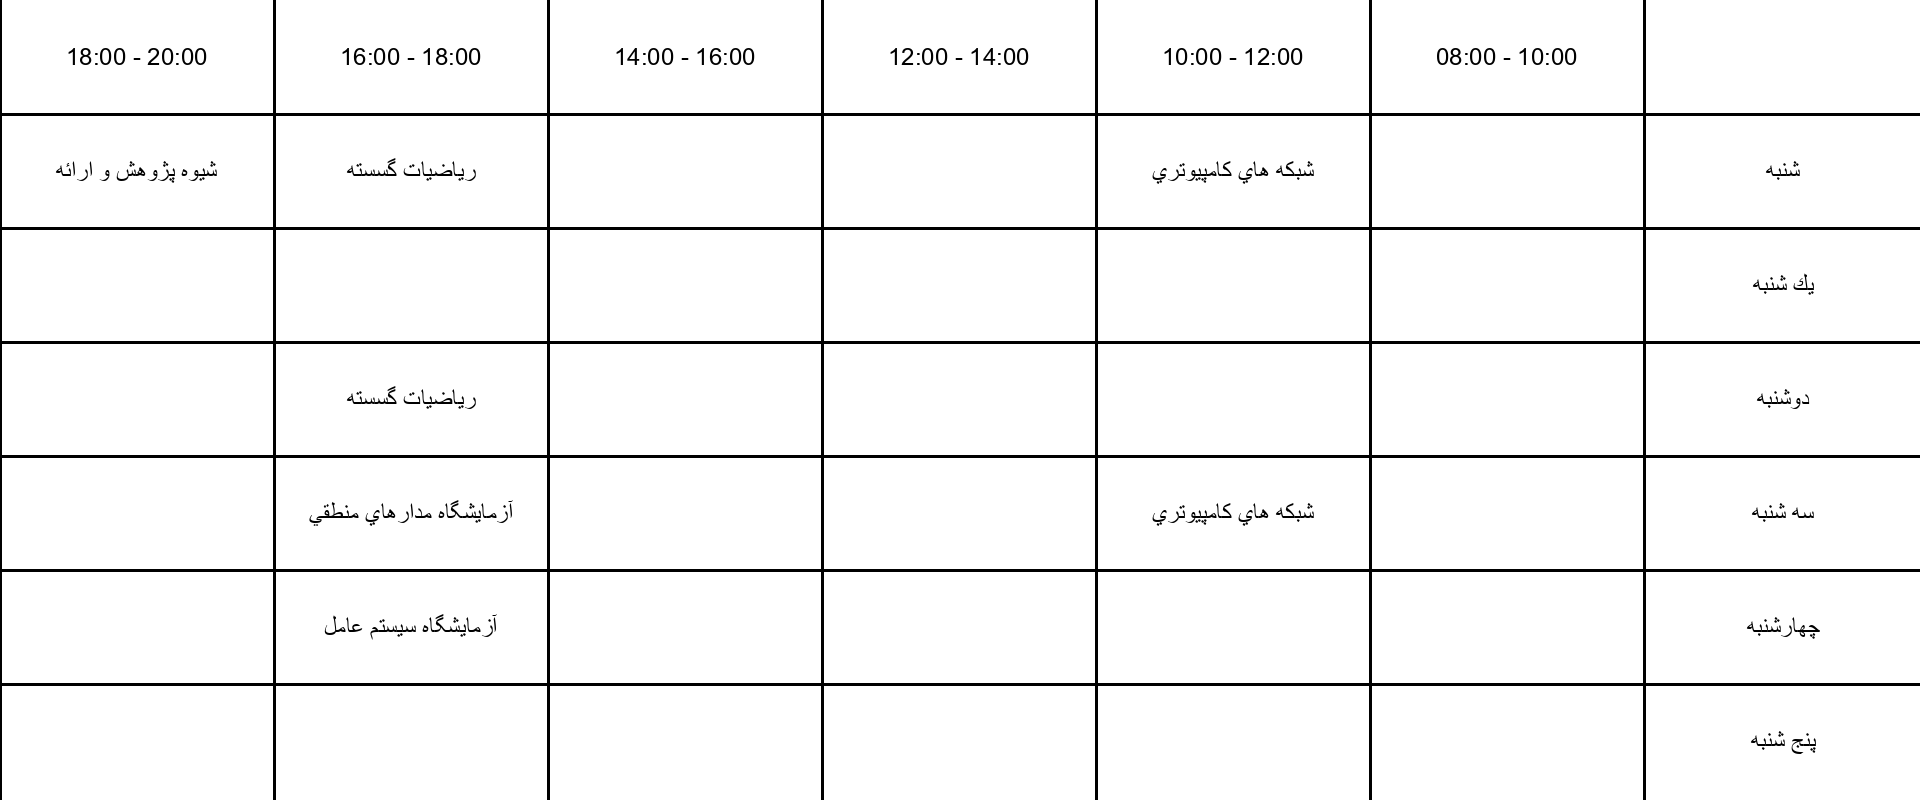 08:00 - 10:00
10:00 - 12:00
12:00 - 14:00
14:00 - 16:00
16:00 - 18:00
18:00 - 20:00
شنبه
شبكه هاي كامپيوتري
رياضيات گسسته
شيوه پژوهش و ارائه
يك شنبه
دوشنبه
رياضيات گسسته
سه شنبه
شبكه هاي كامپيوتري
آزمايشگاه مدارهاي منطقي
چهارشنبه
آزمايشگاه سيستم عامل
پنج شنبه